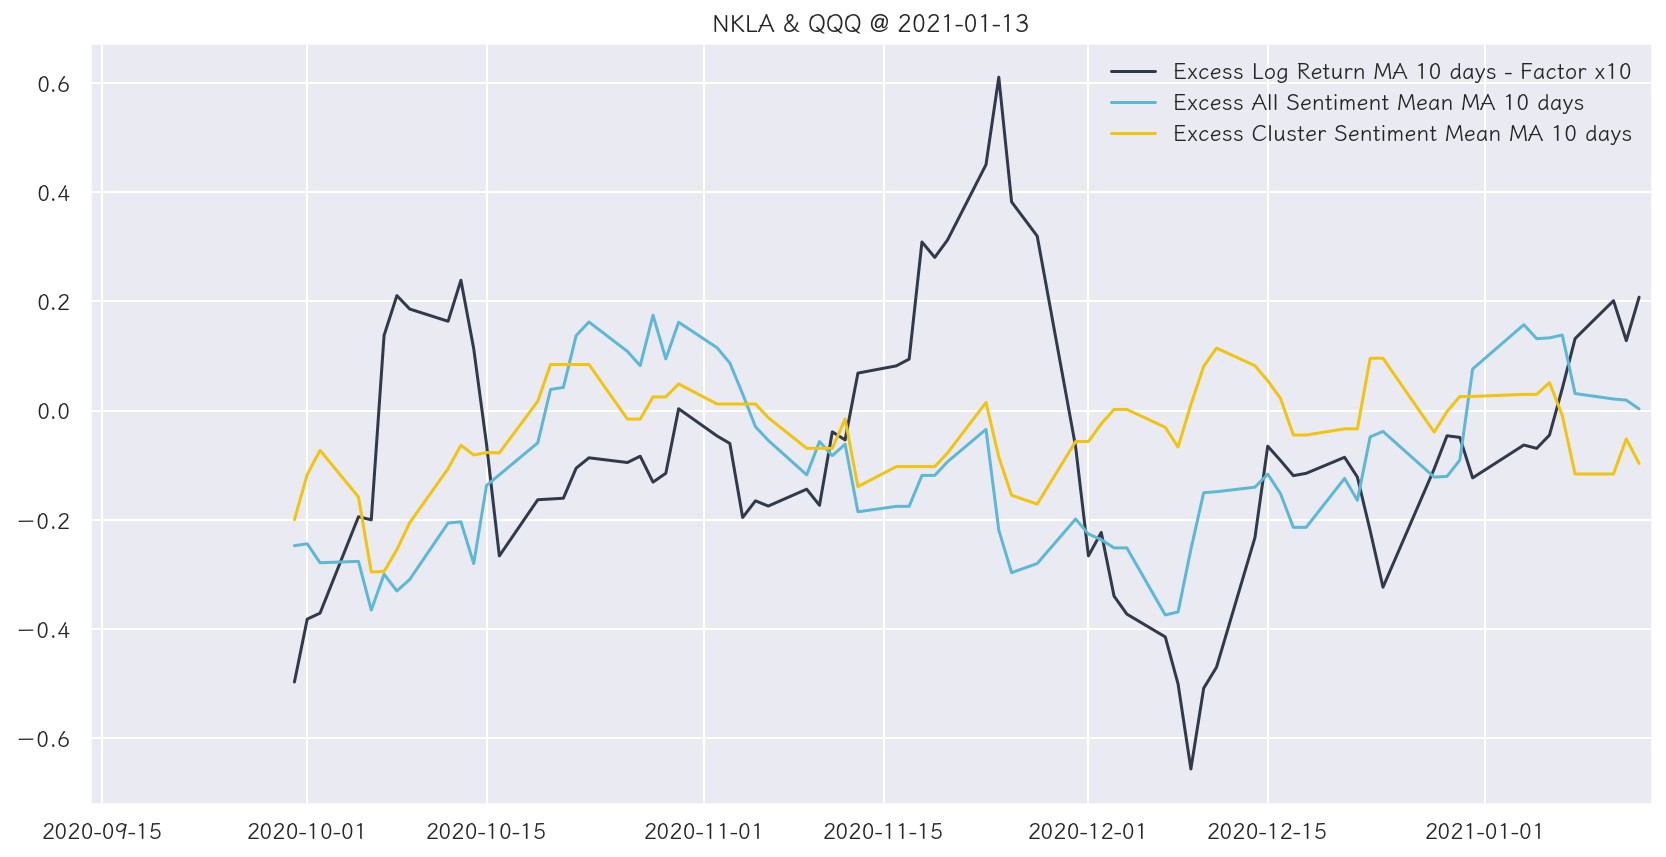 NKLA & QQQ @ 2021-01-13
Excess Log Return MA 10 days - Factor x10
Excess All Sentiment Mean MA 10 days
Excess Cluster Sentiment Mean MA 10 days
0.6
0.4
0.2
0.0
−0.2
−0.4
−0.6
2020-09-15 2020-10-01 2020-10-15 2020-11-01 2020-11-15 2020-12-01 2020-12-15 2021-01-01